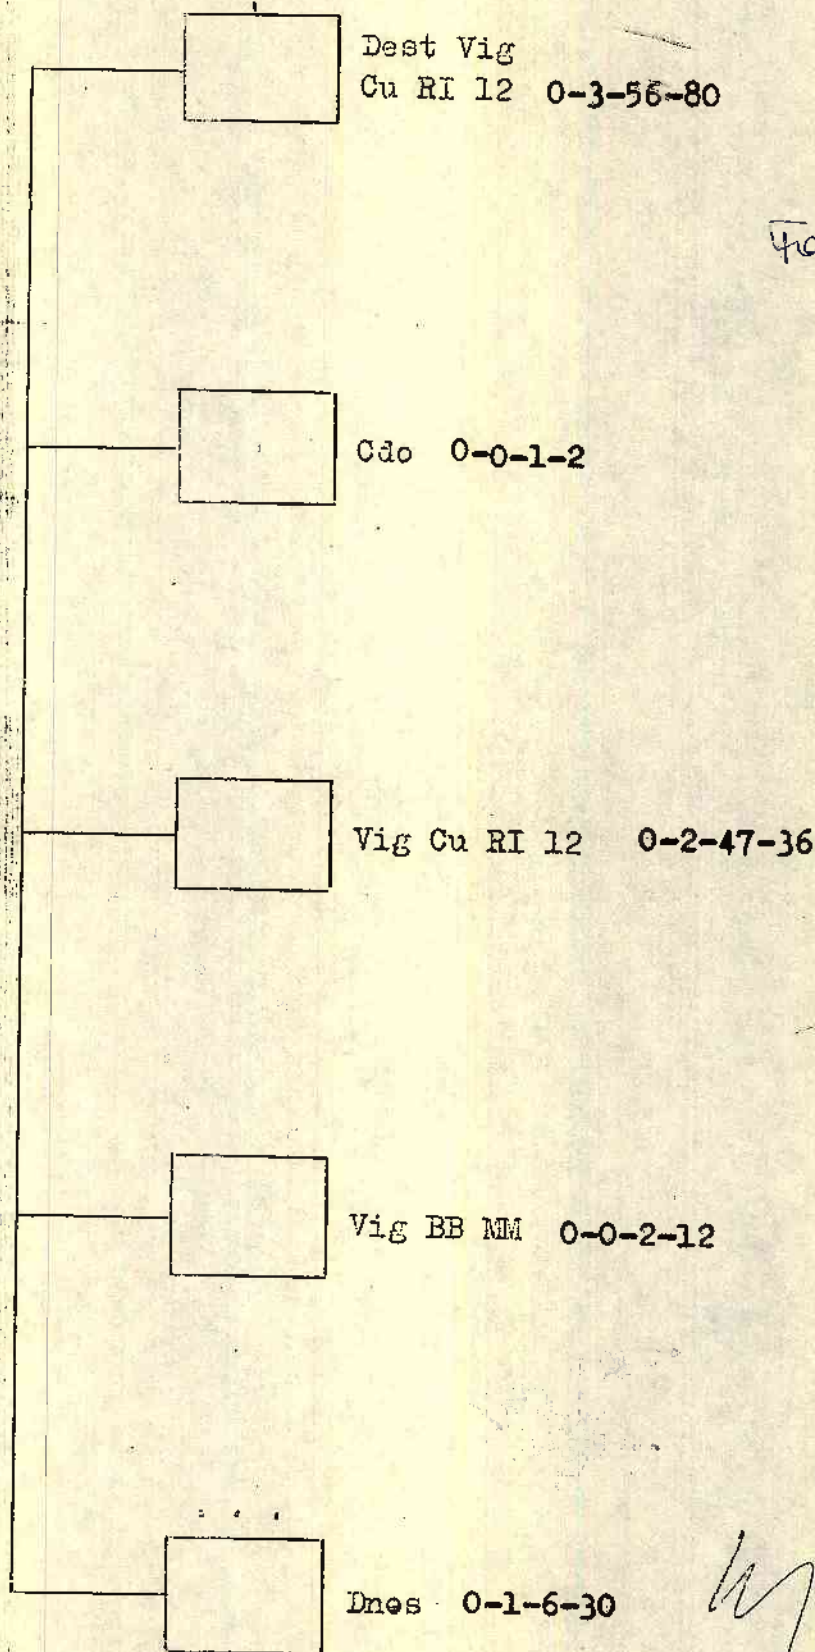 Dest Vig
Cu RI 12 0-3-56-80
Cdo 0-0-1-2
Vig Cu RI 12 0-2-47-36
Vig BB MM 0-0-2-12
Dnos 0-1-6-30